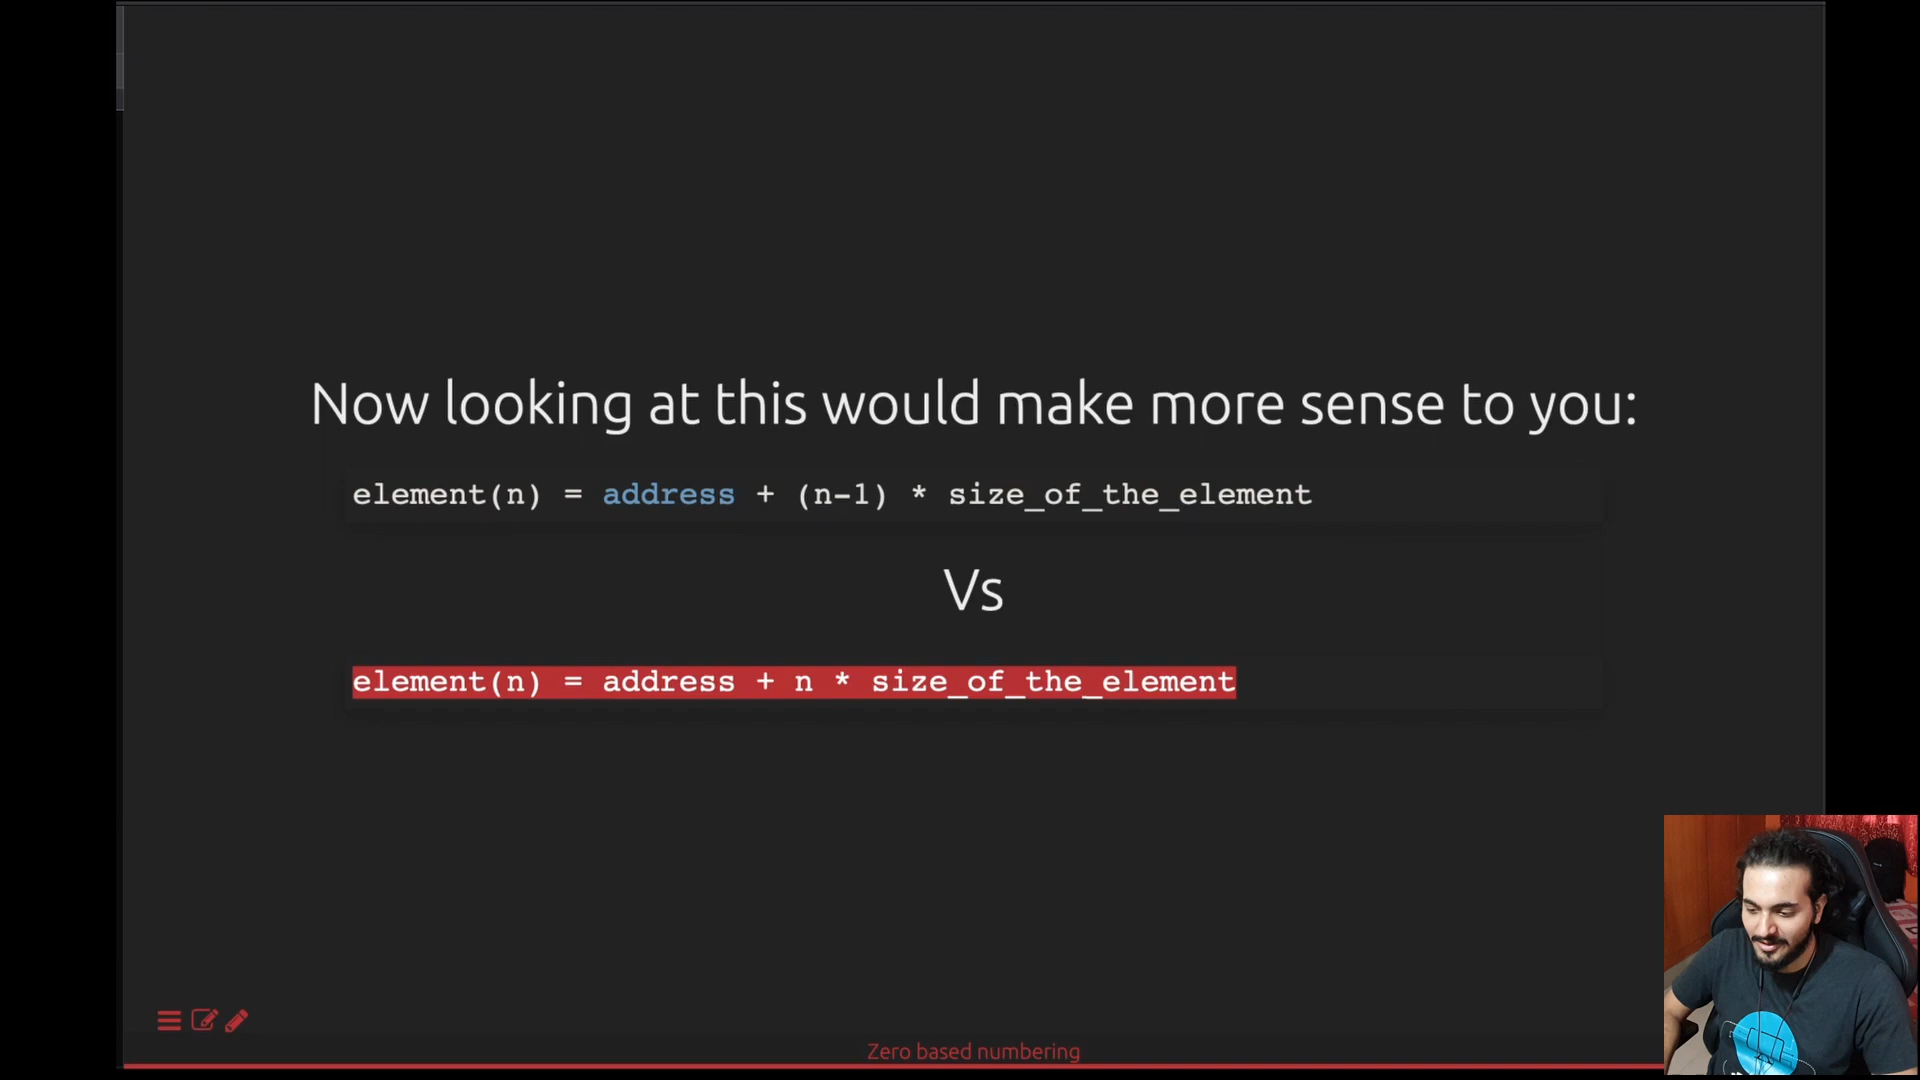 Now looking at this would make more sense to you:
element(n) = address + (n-1) * size_of_the_element
Vs
element(n) = address + n * size_of_the_element
Zero based numbering